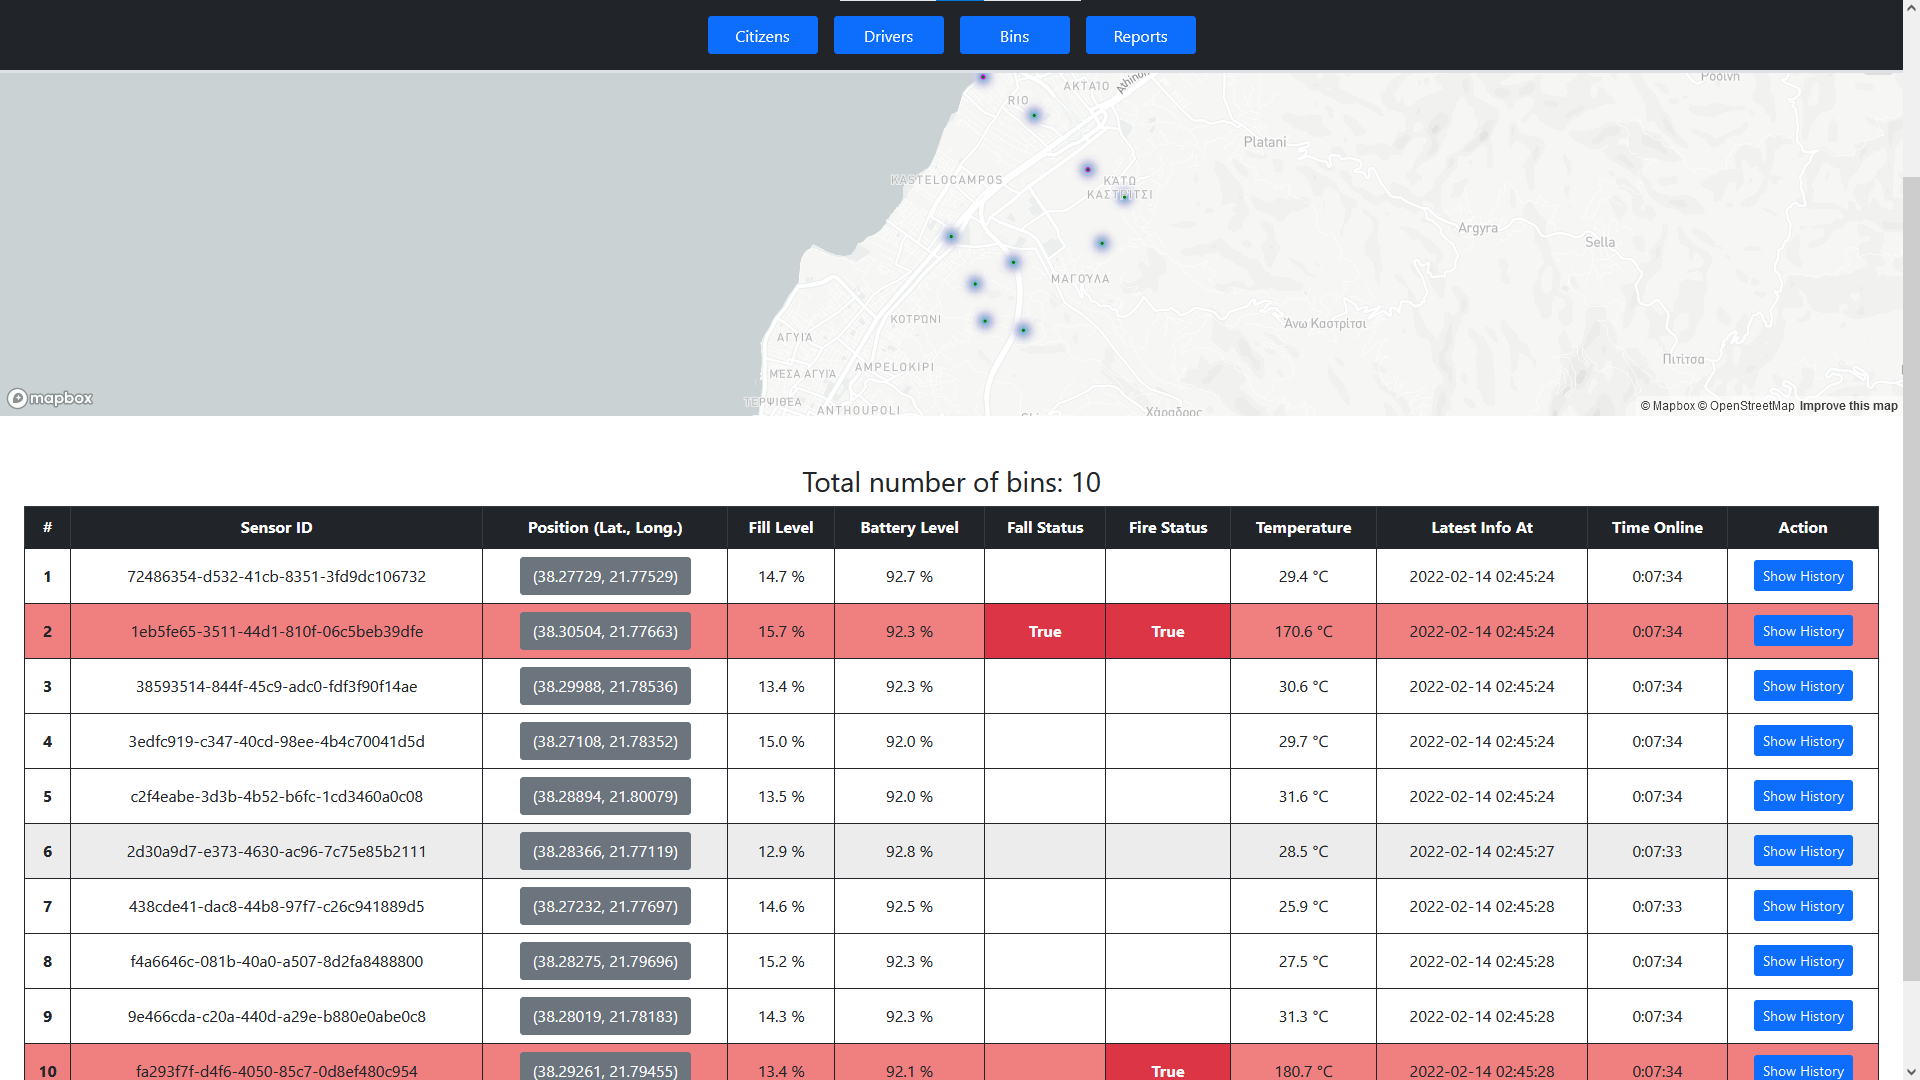 Citizens Drivers Bins Reports
Athinon
ΑΚΤΑΊΟ
RIO
Platani
KASTELOCAMPOS
ΚΆΤΩ
ΚΑΣΤΡΊΤΣΙ
Argyra
Sella
ΜΑΓΟΎΛΑ
ΚΟΤΡΏΝΙ
Άνω Καστρίτσι
ΑΓΥΙΆ
Πιτίτσα
ΜΈΣΑ ΑΓΥΙΆ
AMPELOKIPI
ΤΕΡΨΙΘΈΑ
ANTHOUPOLI
Χάραδρος
mapbox
© Mapbox © OpenStreetMap Improve this map
Total number of bins: 10
# Sensor ID Position (Lat., Long.) Fill Level Battery Level Fall Status Fire Status Temperature Latest Info At Time Online Action
1 72486354-d532-41cb-8351-3fd9dc106732 (38.27729, 21.77529) 14.7 % 92.7 % 29.4 °C 2022-02-14 02:45:24 0:07:34 Show History
2 1eb5fe65-3511-44d1-810f-06c5beb39dfe (38.30504, 21.77663) 15.7 % 92.3 % True True 170.6 °C 2022-02-14 02:45:24 0:07:34 Show History
3 38593514-844f-45c9-adc0-fdf3f90f14ae (38.29988, 21.78536) 13.4 % 92.3 % 30.6 °C 2022-02-14 02:45:24 0:07:34 Show History
4 3edfc919-c347-40cd-98ee-4b4c70041d5d (38.27108, 21.78352) 15.0 % 92.0 % 29.7 °C 2022-02-14 02:45:24 0:07:34 Show History
5 c2f4eabe-3d3b-4b52-b6fc-1cd3460a0c08 (38.28894, 21.80079) 13.5 % 92.0 % 31.6 °C 2022-02-14 02:45:24 0:07:34 Show History
6 2d30a9d7-e373-4630-ac96-7c75e85b2111 (38.28366, 21.77119) 12.9 % 92.8 % 28.5 °C 2022-02-14 02:45:27 0:07:33 Show History
7 438cde41-dac8-44b8-97f7-c26c941889d5 (38.27232, 21.77697) 14.6 % 92.5 % 25.9 °C 2022-02-14 02:45:28 0:07:33 Show History
8 f4a6646c-081b-40a0-a507-8d2fa8488800 (38.28275, 21.79696) 15.2 % 92.3 % 27.5 °C 2022-02-14 02:45:28 0:07:34 Show History
9 9e466cda-c20a-440d-a29e-b880e0abe0c8 (38.28019, 21.78183) 14.3 % 92.3 % 31.3 °C 2022-02-14 02:45:28 0:07:34 Show History
10 fa293f7f-d4f6-4050-85c7-0d8ef480c954 (38.29261, 21.79455) 13.4 % 92.1 % True 180.7 °C 2022-02-14 02:45:28 0:07:34 Show History